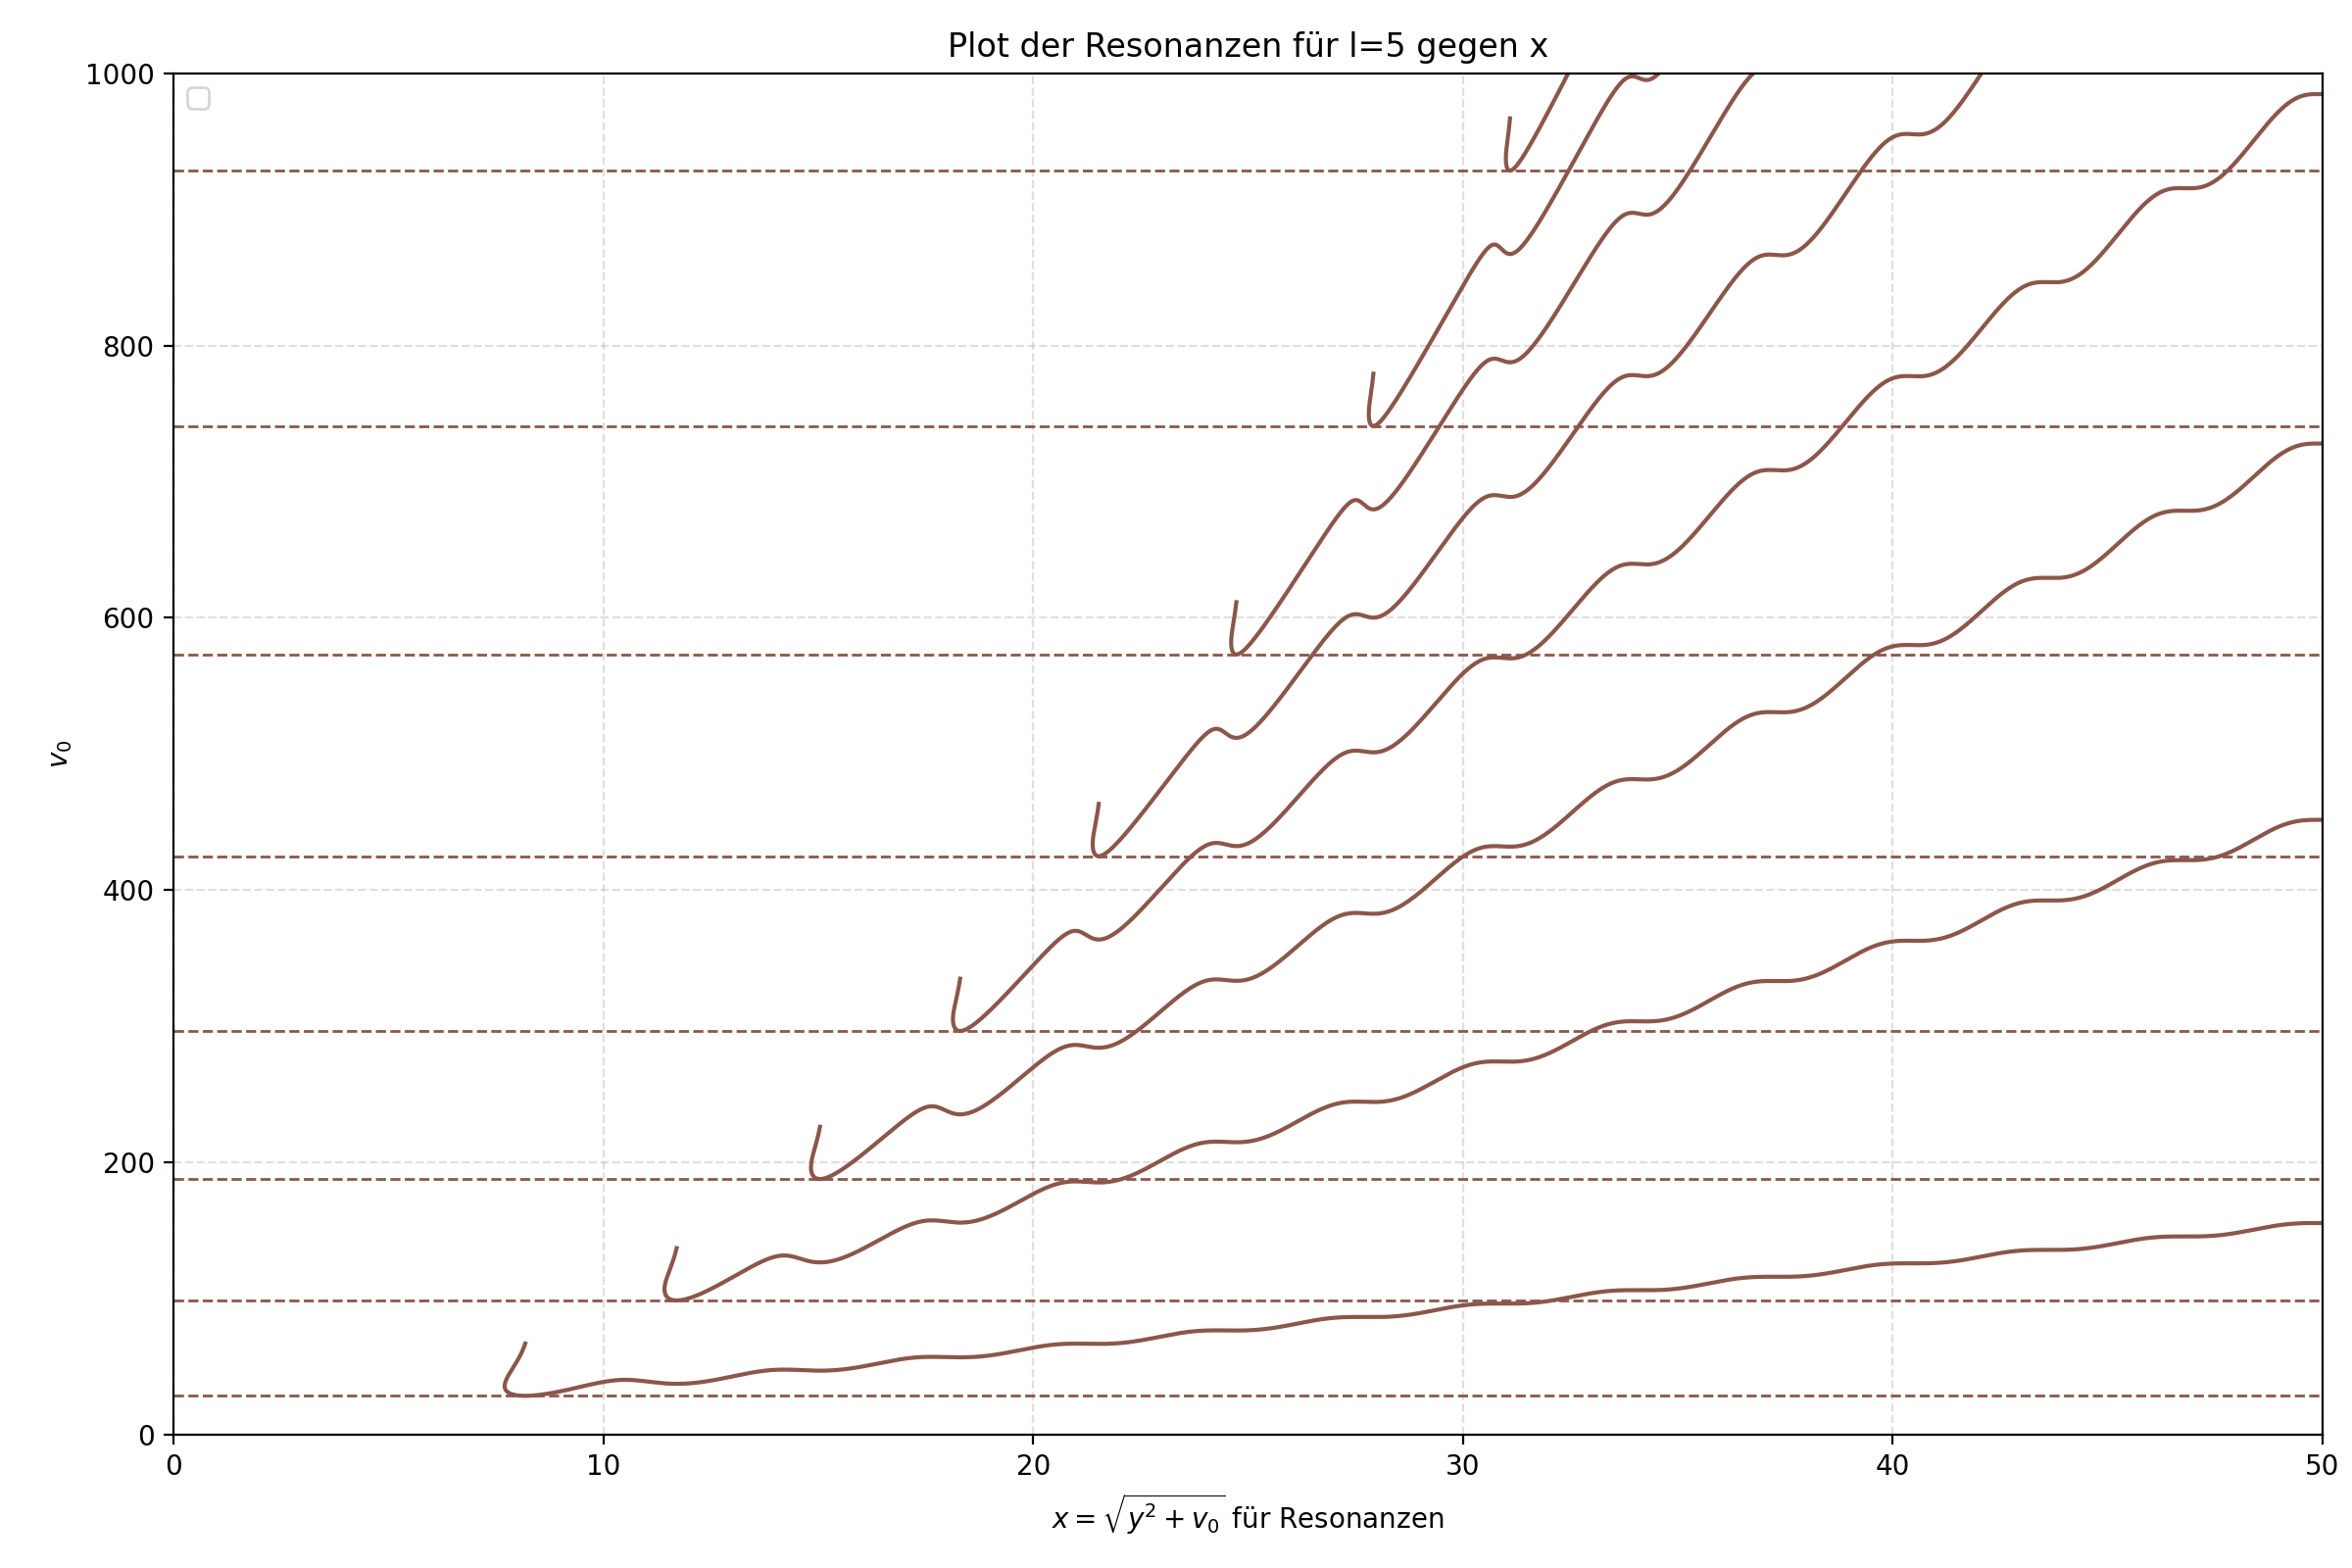 Plot der Resonanzen für l=5 gegen x
1000
800
600
400
200
0
v₀
0 10 20 30 40 50
x = √(y² + v₀) für Resonanzen